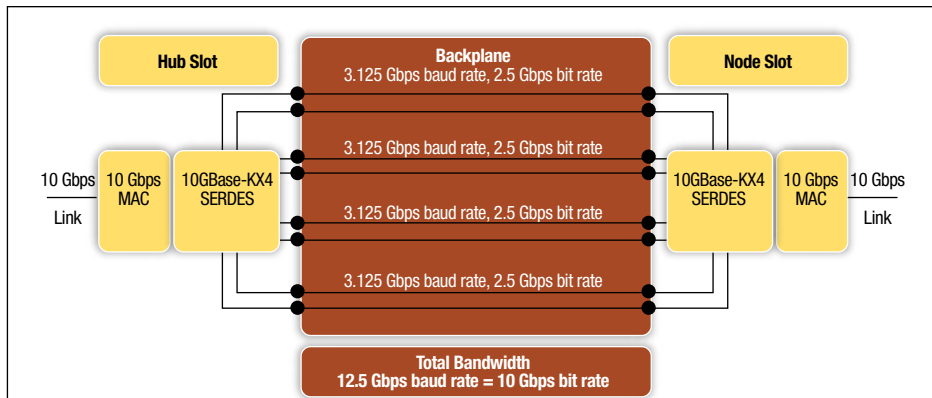 Hub Slot
Backplane
Node Slot
3.125 Gbps baud rate, 2.5 Gbps bit rate
3.125 Gbps baud rate, 2.5 Gbps bit rate
10 Gbps
Link
10 Gbps
MAC
10GBase-KX4
SERDES
10GBase-KX4
SERDES
10 Gbps
MAC
10 Gbps
Link
3.125 Gbps baud rate, 2.5 Gbps bit rate
3.125 Gbps baud rate, 2.5 Gbps bit rate
Total Bandwidth
12.5 Gbps baud rate = 10 Gbps bit rate